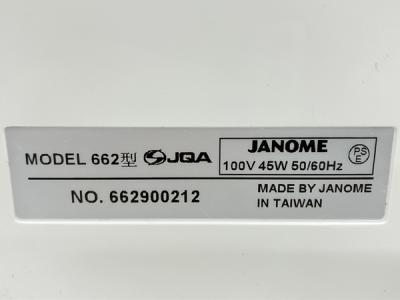 MODEL 662型 JQA JANOME
100V 45W 50/60Hz PSE
NO. 662900212 MADE BY JANOME
IN TAIWAN